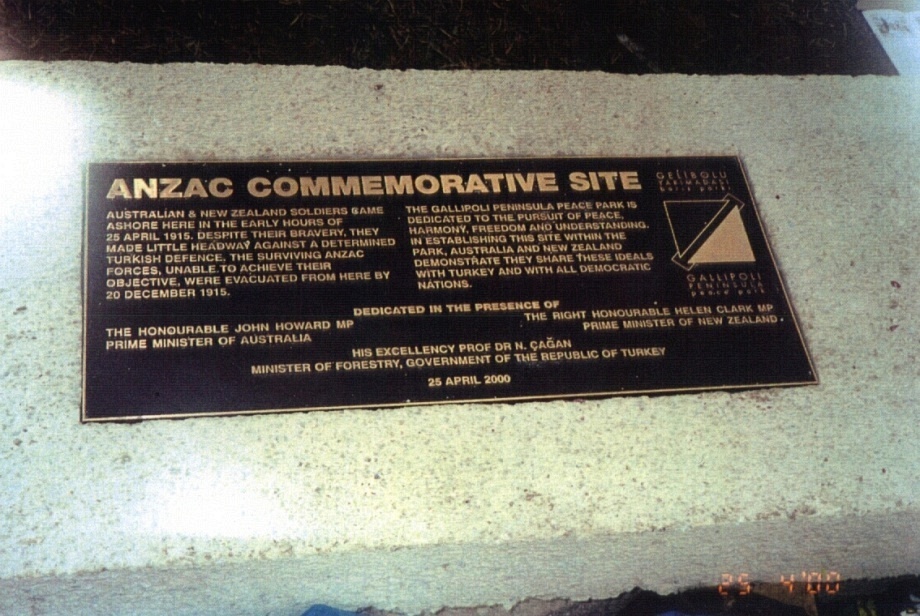 ANZAC COMMEMORATIVE SITE
AUSTRALIAN & NEW ZEALAND SOLDIERS CAME
ASHORE HERE IN THE EARLY HOURS OF
25 APRIL 1915. DESPITE THEIR BRAVERY, THEY
MADE LITTLE HEADWAY AGAINST A DETERMINED
TURKISH DEFENCE, THE SURVIVING ANZAC
FORCES, UNABLE TO ACHIEVE THEIR
OBJECTIVE, WERE EVACUATED FROM HERE BY
20 DECEMBER 1915.
THE GALLIPOLI PENINSULA PEACE PARK IS
DEDICATED TO THE PURSUIT OF PEACE,
HARMONY, FREEDOM AND UNDERSTANDING.
IN ESTABLISHING THIS SITE WITHIN THE
PARK, AUSTRALIA AND NEW ZEALAND
DEMONSTRATE THEY SHARE THESE IDEALS
WITH TURKEY AND WITH ALL DEMOCRATIC
NATIONS.
GELİBOLU
YARIMADASI
barış parkı
GALLIPOLI
PENINSULA
peace park
DEDICATED IN THE PRESENCE OF
THE HONOURABLE JOHN HOWARD MP
PRIME MINISTER OF AUSTRALIA
THE RIGHT HONOURABLE HELEN CLARK MP
PRIME MINISTER OF NEW ZEALAND
HIS EXCELLENCY PROF DR N. ÇAĞAN
MINISTER OF FORESTRY, GOVERNMENT OF THE REPUBLIC OF TURKEY
25 APRIL 2000
25 4'00